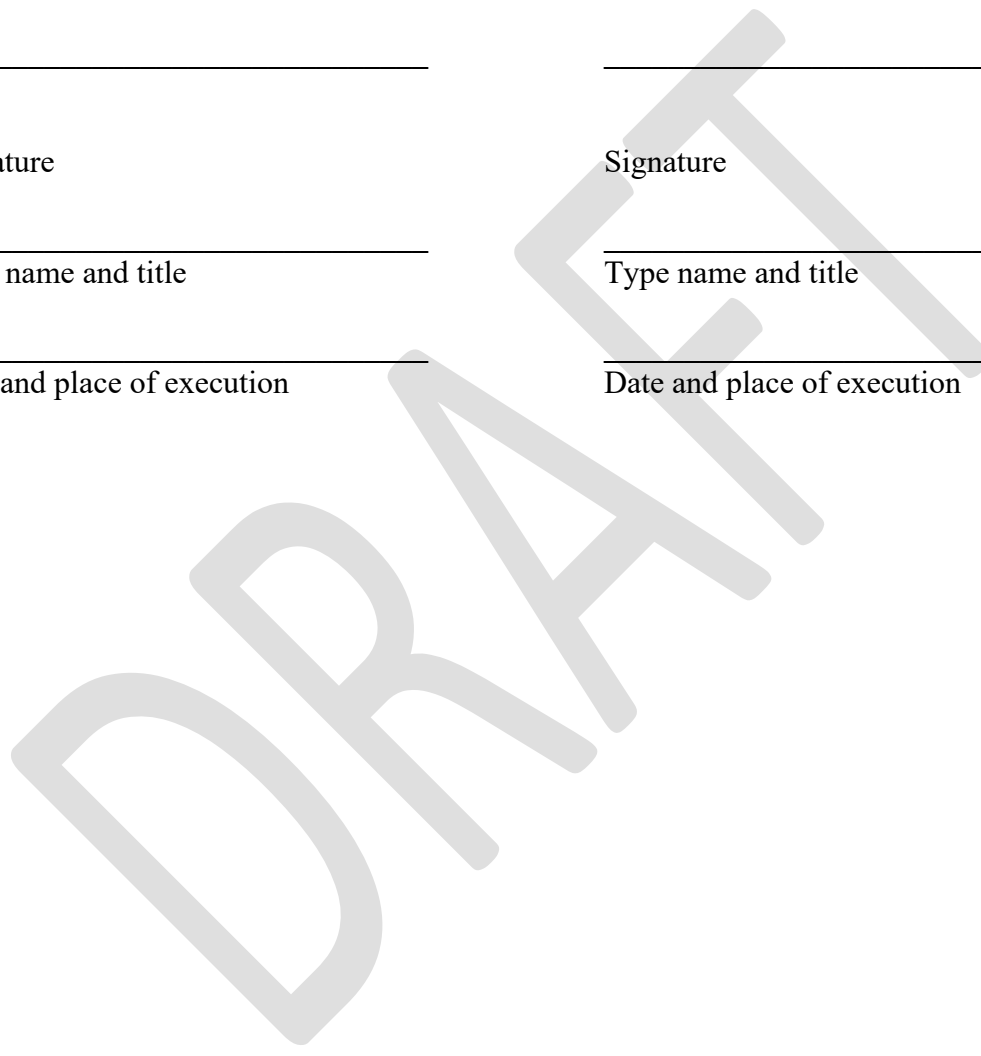 ature
Signature
name and title
Type name and title
and place of execution
Date and place of execution
DRAFT